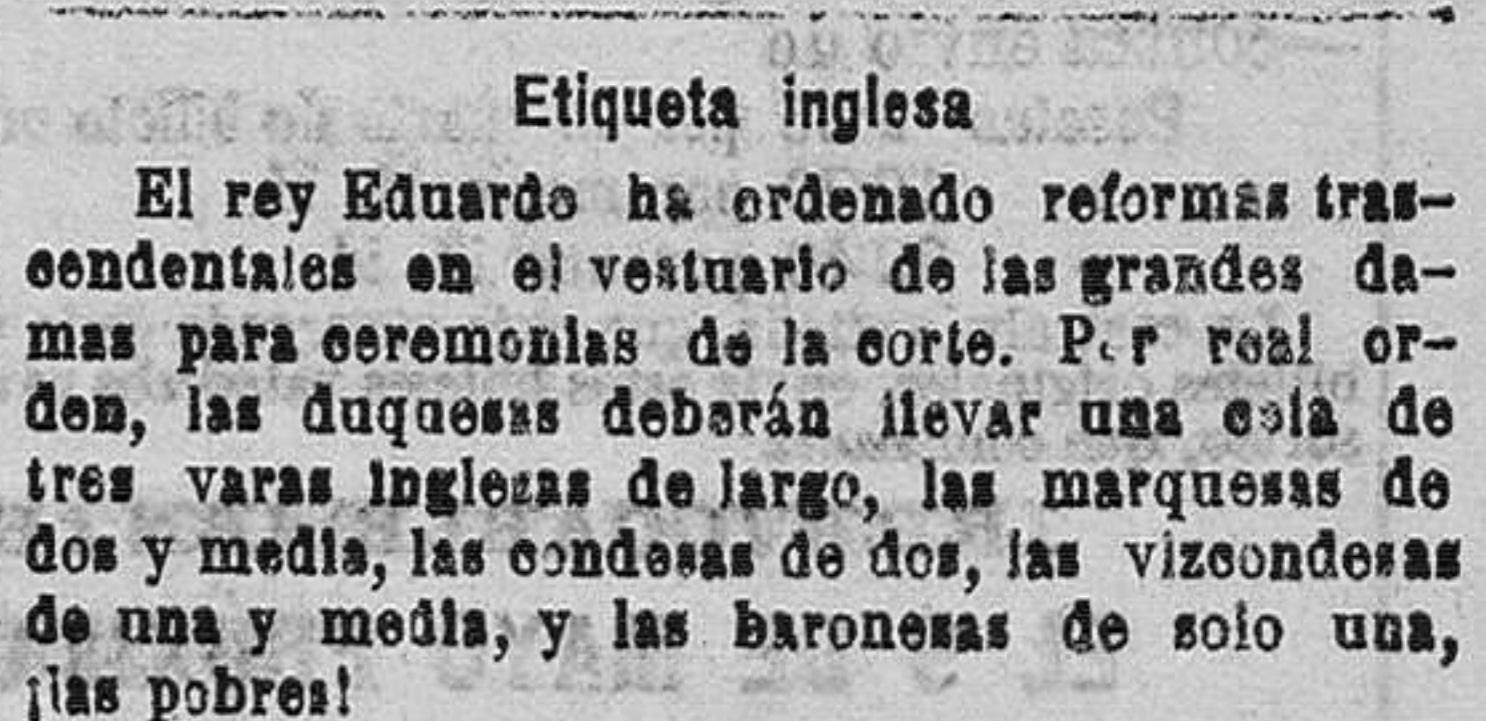 Etiqueta inglesa
El rey Eduardo ha ordenado reformas tras-
cendentales en el vestuario de las grandes da-
mas para ceremonias de la corte. Por real or-
den, las duquesas deberán llevar una cola de
tres varas inglesas de largo, las marquesas de
dos y media, las condesas de dos, las vizcondesas
de una y media, y las baronesas de solo una,
¡las pobres!